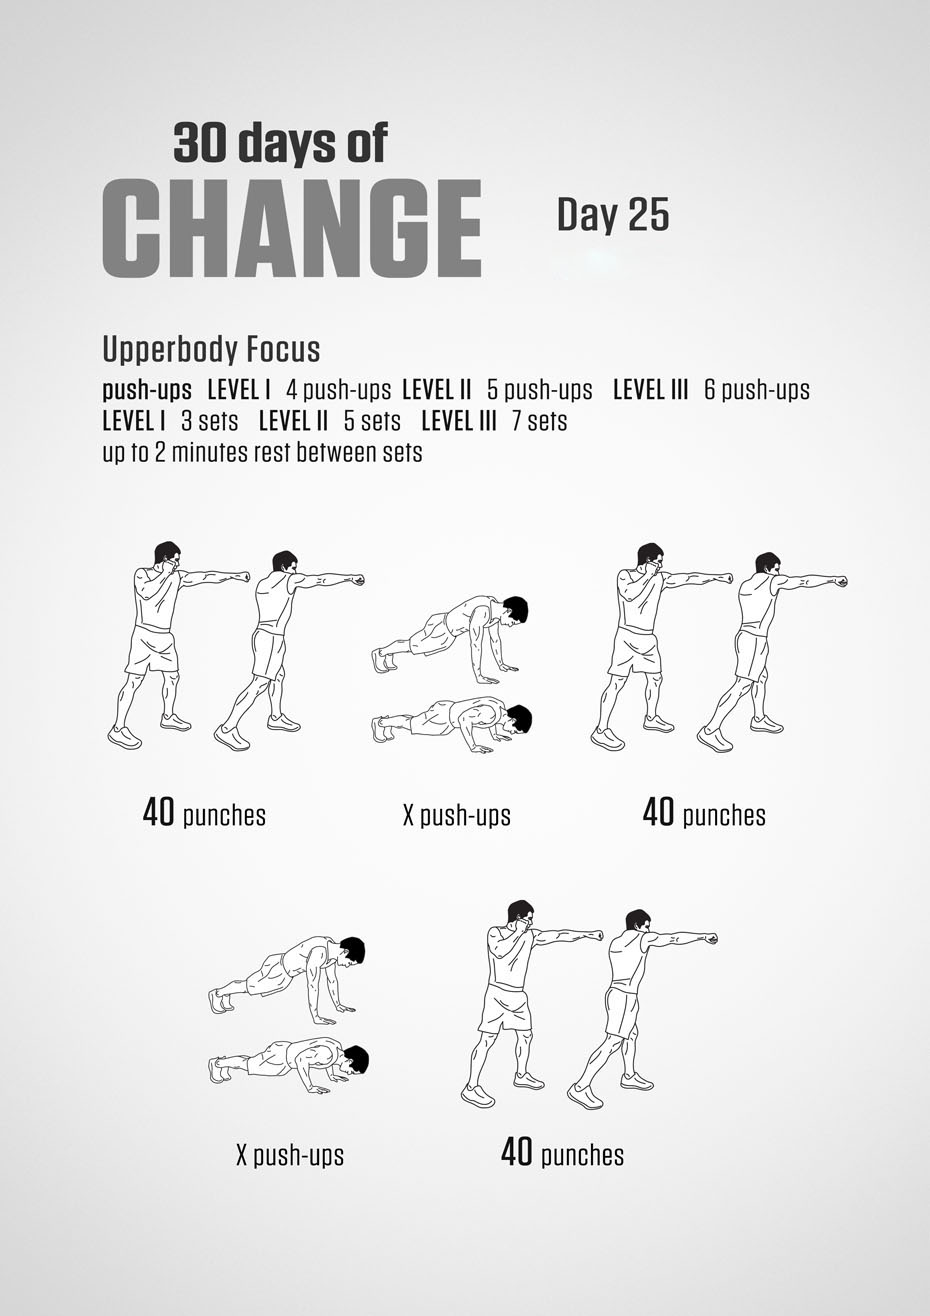 30 days of
CHANGE
Day 25
Upperbody Focus
push-ups LEVEL I 4 push-ups LEVEL II 5 push-ups LEVEL III 6 push-ups
LEVEL I 3 sets LEVEL II 5 sets LEVEL III 7 sets
up to 2 minutes rest between sets
40 punches
X push-ups
40 punches
X push-ups
40 punches